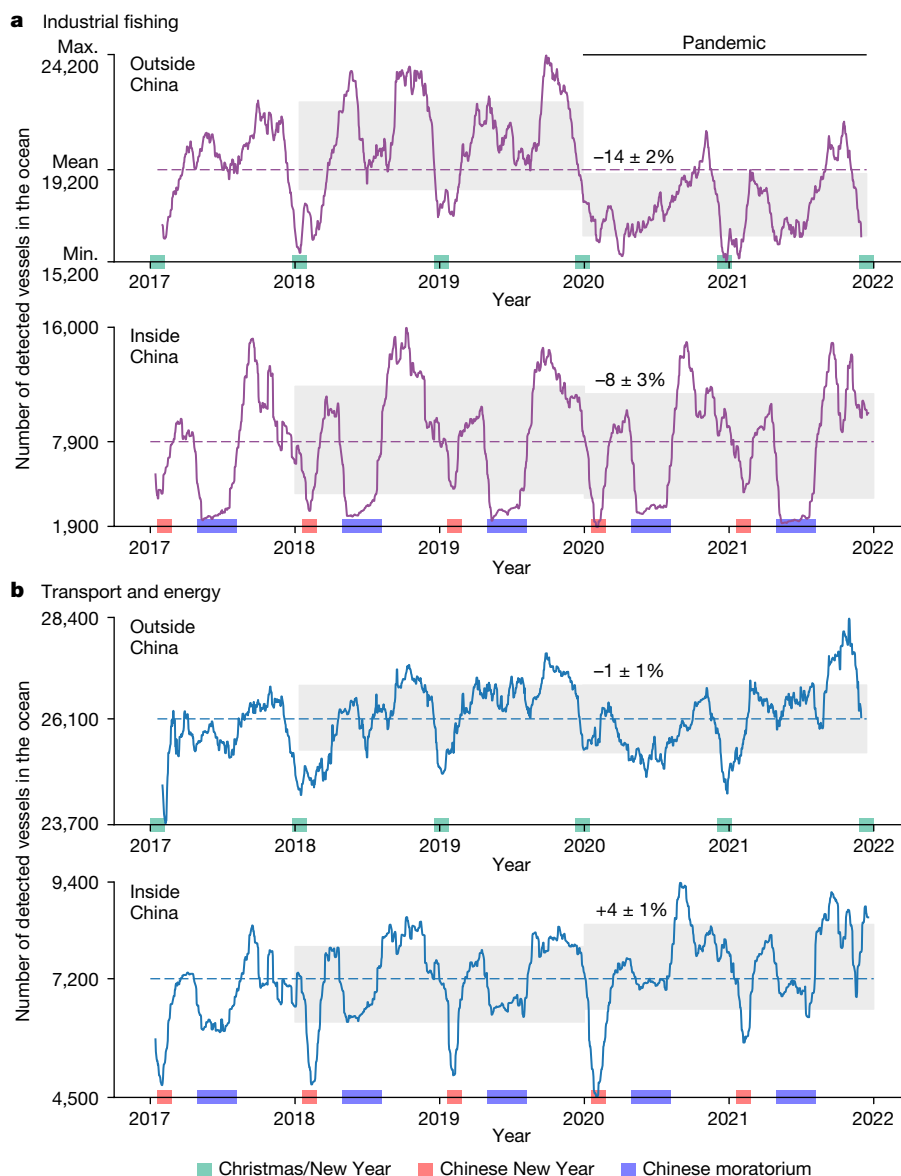 a Industrial fishing
Max.
24,200
Outside
China
Pandemic
Mean
19,200
−14 ± 2%
Min.
15,200
2017 2018 2019 2020 2021 2022
Year
16,000
Inside
China
−8 ± 3%
7,900
1,900
2017 2018 2019 2020 2021 2022
Year
Number of detected vessels in the ocean
b Transport and energy
28,400
Outside
China
−1 ± 1%
26,100
23,700
2017 2018 2019 2020 2021 2022
Year
9,400
Inside
China
+4 ± 1%
7,200
4,500
2017 2018 2019 2020 2021 2022
Year
Number of detected vessels in the ocean
Christmas/New Year Chinese New Year Chinese moratorium